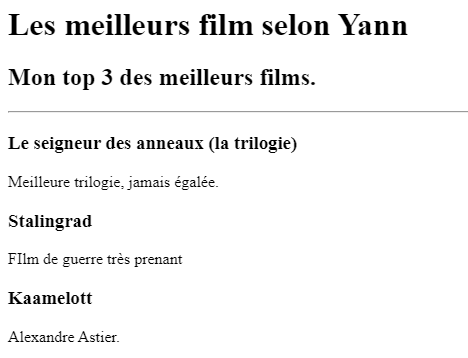 Les meilleurs film selon Yann
Mon top 3 des meilleurs films.
Le seigneur des anneaux (la trilogie)
Meilleure trilogie, jamais égalée.
Stalingrad
FIlm de guerre très prenant
Kaamelott
Alexandre Astier.